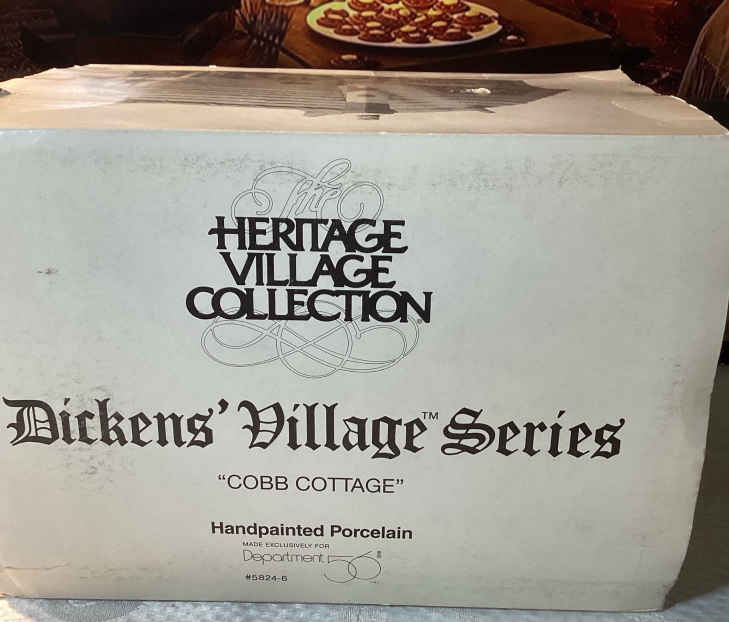 The
HERITAGE
VILLAGE
COLLECTION®
Dickens' Village™ Series
“COBB COTTAGE”
Handpainted Porcelain
MADE EXCLUSIVELY FOR
Department 56®
#5824-6